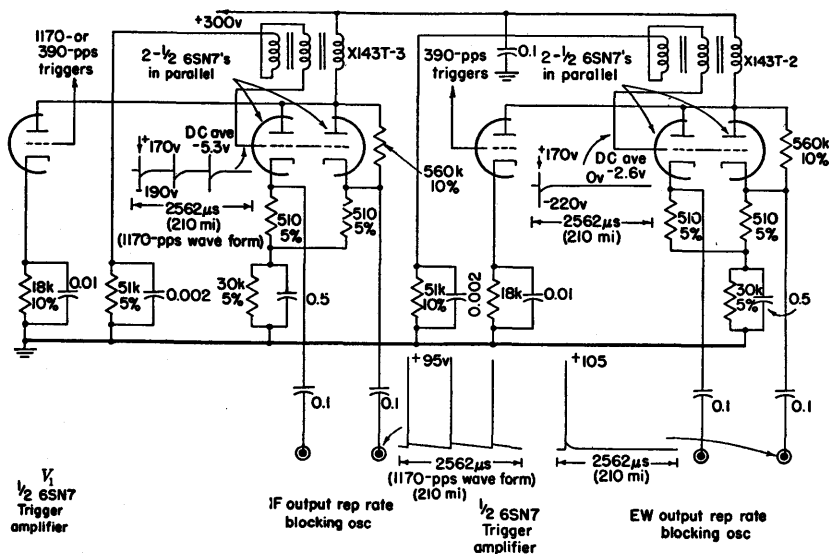 +300v
1170-or
390-pps
triggers
2-½ 6SN7's
in parallel
X143T-3
390-pps
triggers
0.1
2-½ 6SN7's
in parallel
X143T-2
+170v
DC ave
-5.3v
-190v
2562µs
(210 mi)
(1170-pps wave form)
560k
10%
+170v
DC ave
0v -2.6v
-220v
2562µs
(210 mi)
560k
10%
510
5%
510
5%
510
5%
510
5%
18k
10%
0.01
51k
5%
0.002
30k
5%
0.5
51k
10%
0.002
18k
0.01
30k
5%
0.5
0.1
0.1
+95v
+105
0.1
0.1
2562µs
(1170-pps wave form)
(210 mi)
2562µs
(210 mi)
V1
½ 6SN7
Trigger
amplifier
IF output rep rate
blocking osc
½ 6SN7
Trigger
amplifier
EW output rep rate
blocking osc